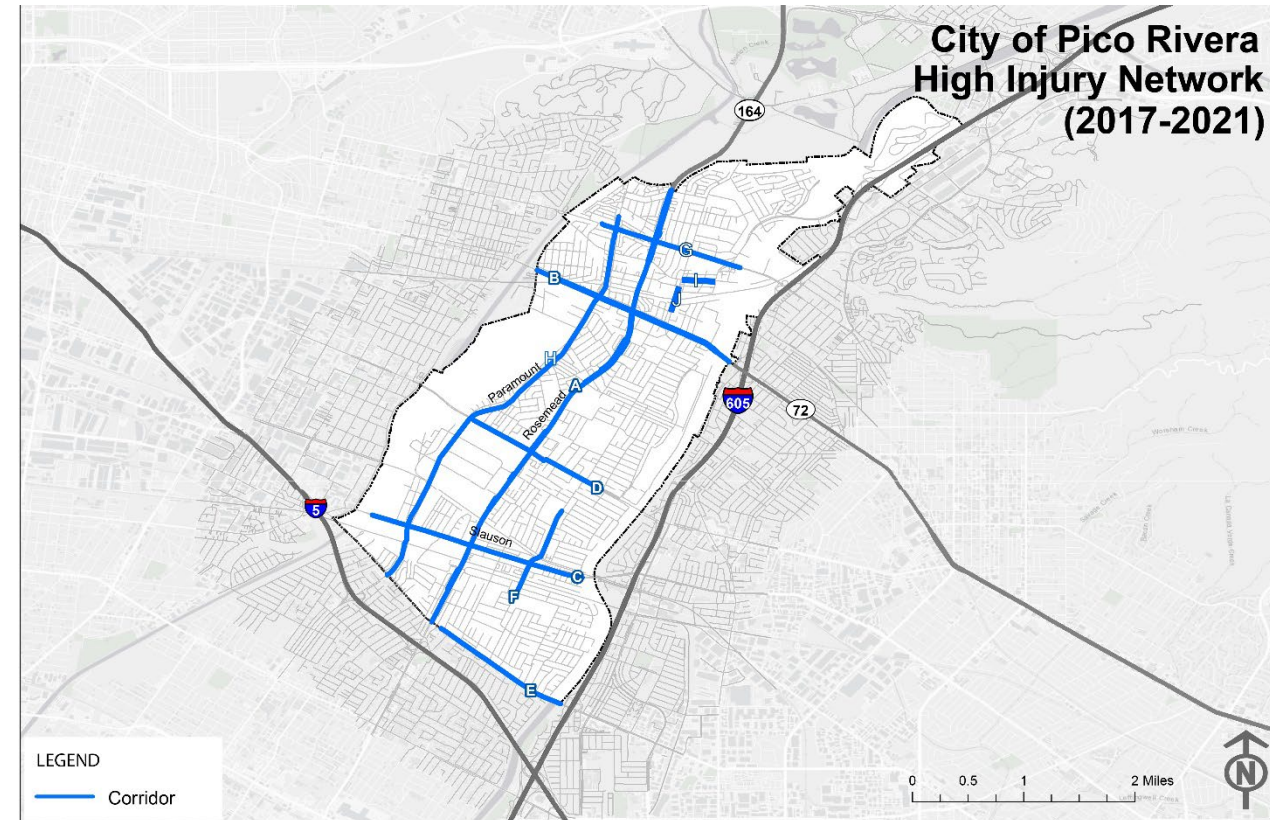 City of Pico Rivera
High Injury Network
(2017-2021)
164
G
B
I
J
H
Paramount
A
Rosemead
605
72
D
5
Slauson
C
F
E
LEGEND
Corridor
0 0.5 1 2 Miles
N